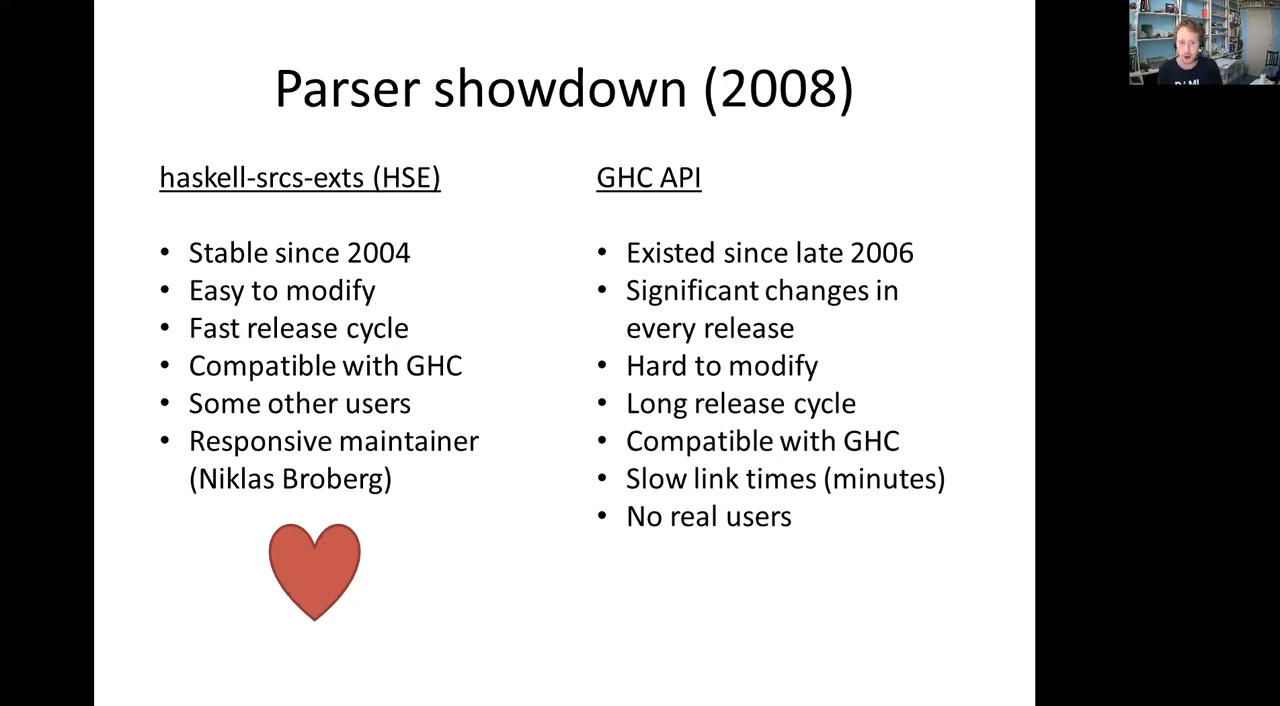 Parser showdown (2008)
haskell-srcs-exts (HSE)
• Stable since 2004
• Easy to modify
• Fast release cycle
• Compatible with GHC
• Some other users
• Responsive maintainer
(Niklas Broberg)
GHC API
• Existed since late 2006
• Significant changes in
every release
• Hard to modify
• Long release cycle
• Compatible with GHC
• Slow link times (minutes)
• No real users